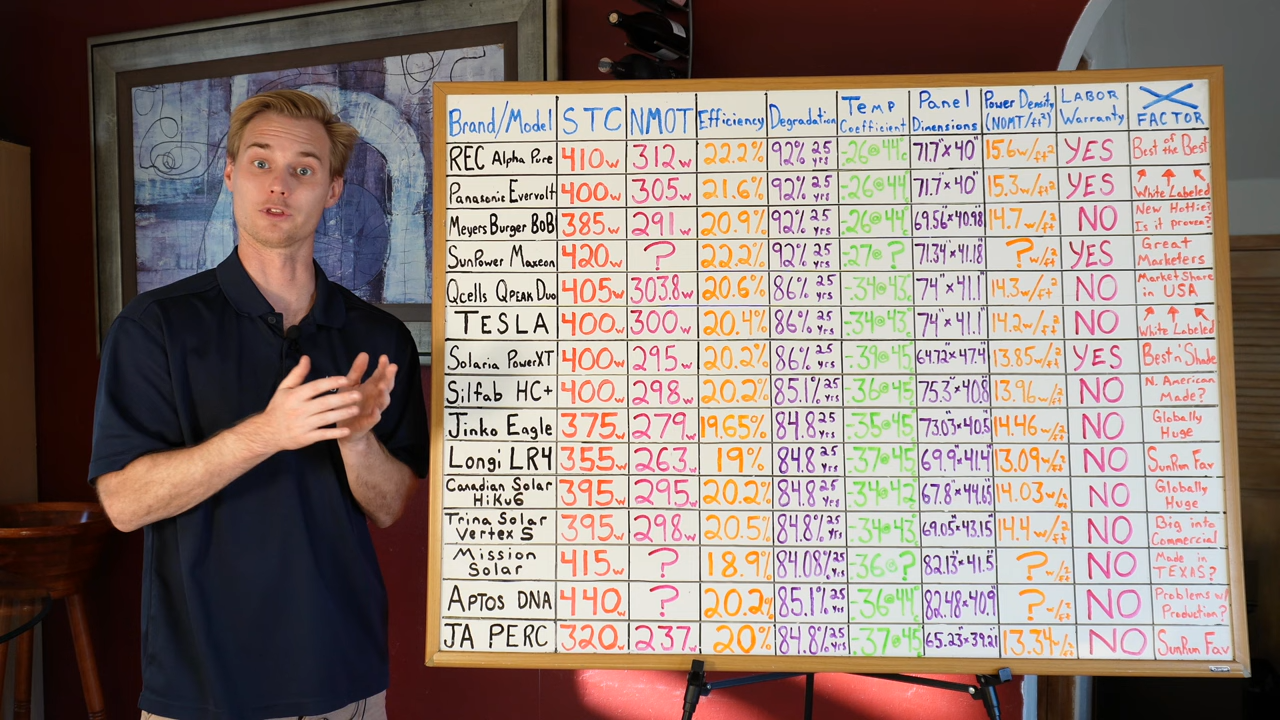 Brand/Model STC NMOT Efficiency Degradation Temp Coefficient Panel Dimensions Power Density (NOMT/ft²) LABOR Warranty X FACTOR
REC Alpha Pure 410w 312w 22.2% 92% 25 yrs -.26@44°c 71.7"x40" 15.6w/ft² YES Best of the Best
Panasonic Evervolt 400w 305w 21.6% 92% 25 yrs -.26@44° 71.7"x40" 15.3w/ft² YES ↑ ↑ ↑ White Labeled
Meyers Burger BoB 385w 291w 20.9% 92% 25 yrs -.26@44° 69.56"x40.98" 14.7w/ft² NO New Hottie? Is it proven?
SunPower Maxeon 420w ? 22.2% 92% 25 yrs -.27@? 71.34"x41.18" ?w/ft² YES Great Marketers
Qcells QPeak Duo 405w 303.8w 20.6% 86% 25 yrs -.34@43°c 74"x41.1" 14.3w/ft² NO Market Share in USA
TESLA 400w 300w 20.4% 86% 25 yrs -.34@43°c 74"x41.1" 14.2w/ft² NO ↑ ↑ ↑ White Labeled
Solaria PowerXT 400w 295w 20.2% 86% 25 yrs -.39@45 64.72"x47.4" 13.85w/ft² YES Best n' Shade
Silfab HC+ 400w 298w 20.2% 85.1% 25 yrs -.36@45° 75.3"x40.8 13.96w/ft² NO N. American Made?
Jinko Eagle 375w 279w 19.65% 84.8 25 yrs -.35@45° 73.03"x40.5" 14.46w/ft² NO Globally Huge
Longi LR4 355w 263w 19% 84.8 25 yrs -.37@45 69.9"x41.4" 13.09w/ft² NO SunRun Fav
Canadian Solar HiKu6 395w 295w 20.2% 84.8 25 yrs -.34@42° 67.8"x44.65" 14.03w/ft² NO Globally Huge
Trina Solar Vertex S 395w 298w 20.5% 84.8% 25 yrs -.34@43° 69.05"x43.15" 14.4w/ft² NO Big into Commercial
Mission Solar 415w ? 18.9% 84.08% 25 yrs -.36@? 82.13"x41.5" ?w/ft² NO Made in TEXAS?
Aptos DNA 440w ? 20.2% 85.1% 25 yrs -.36@44° 82.48"x40.9" ?w/ft² NO Problems w/ Production?
JA PERC 320w 237w 20% 84.8% 25 yrs -.37@45 65.23"x39.21" 13.34w/ft² NO SunRun Fav